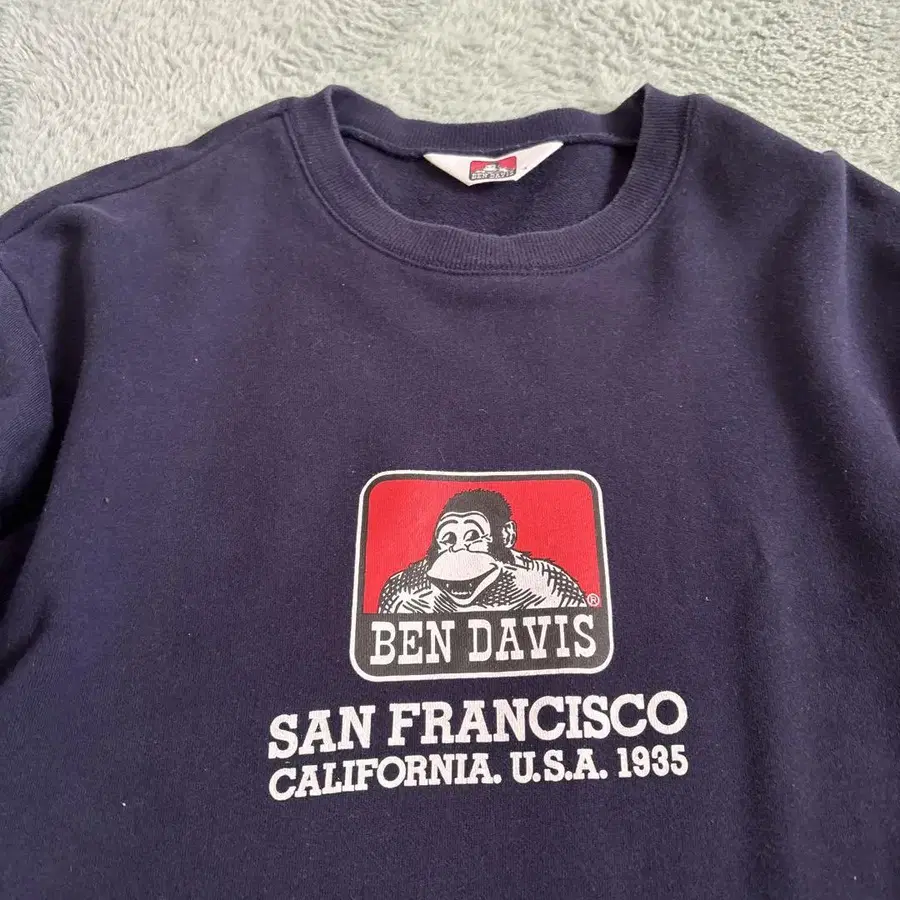 BEN DAVIS
®
BEN DAVIS
SAN FRANCISCO
CALIFORNIA. U.S.A. 1935